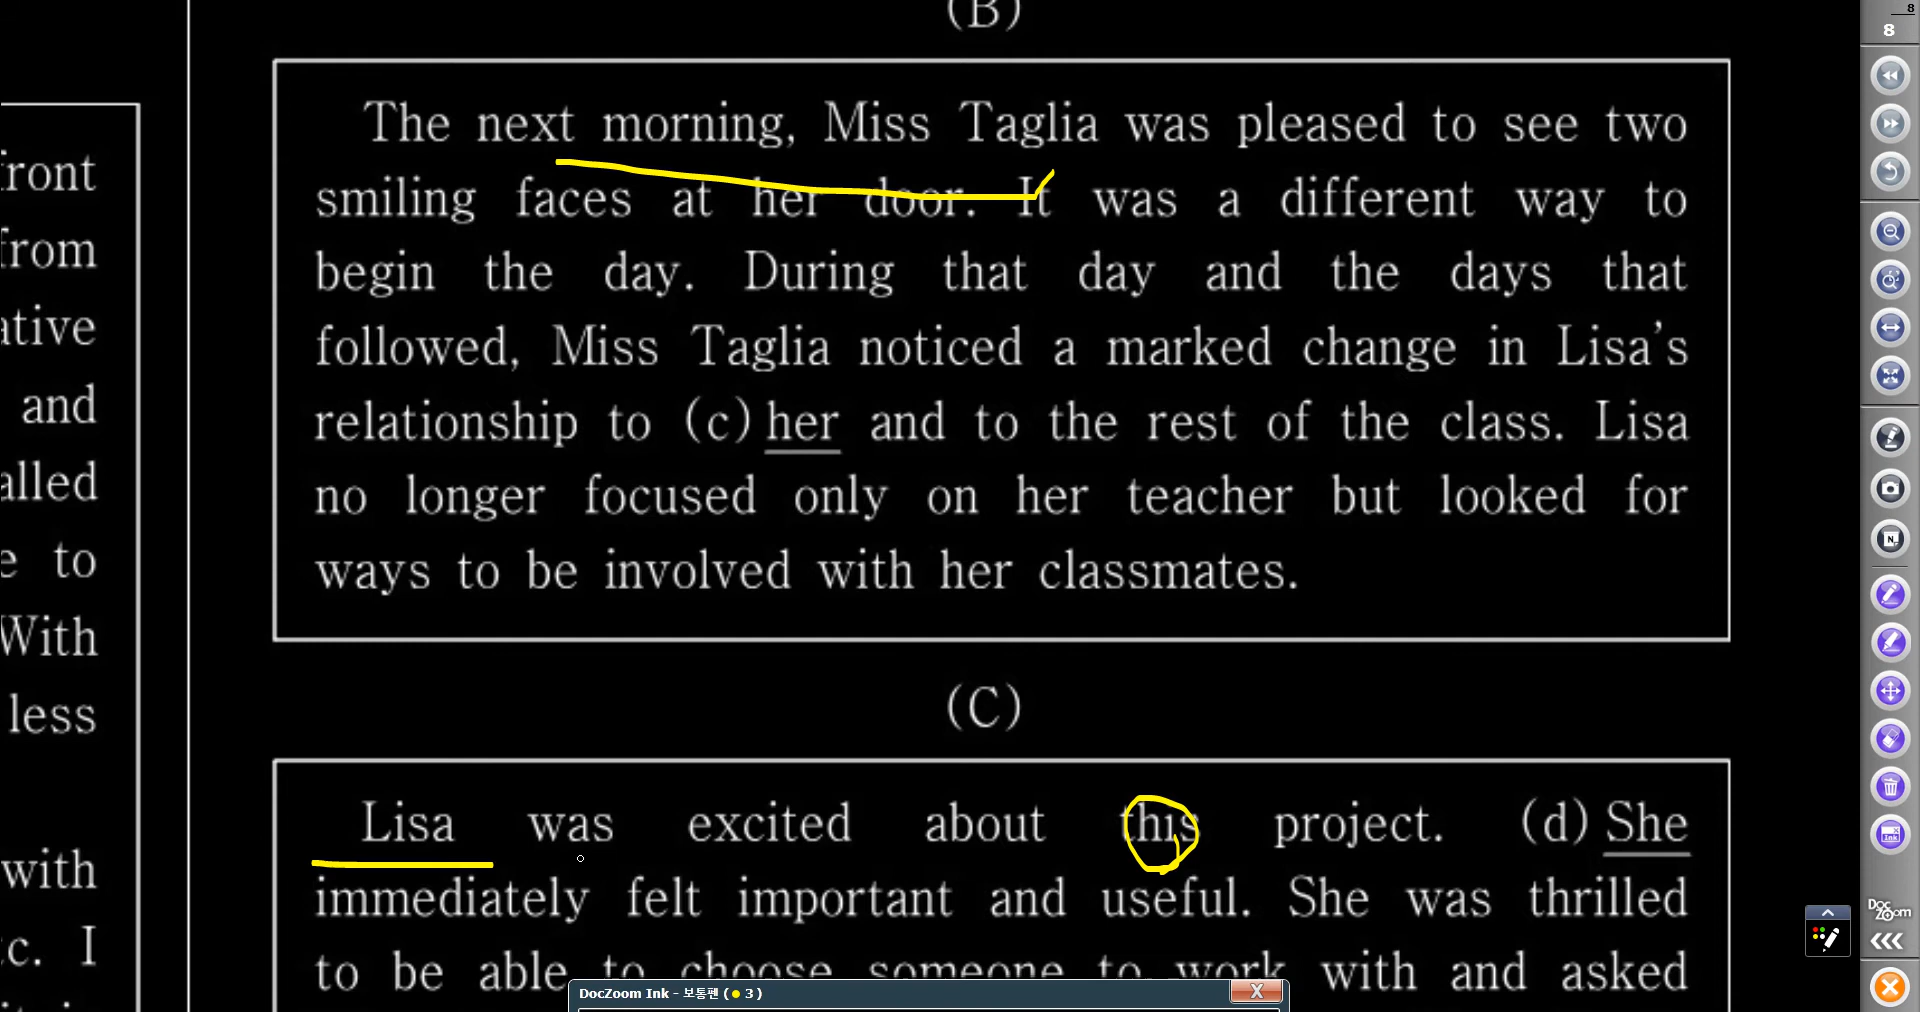 8
8
(B)
front
from
ative
and
alled
e to
With
less
with
c. I
The next morning, Miss Taglia was pleased to see two
smiling faces at her door. It was a different way to
begin the day. During that day and the days that
followed, Miss Taglia noticed a marked change in Lisa's
relationship to (c) her and to the rest of the class. Lisa
no longer focused only on her teacher but looked for
ways to be involved with her classmates.
(C)
Lisa was excited about this project. (d) She
immediately felt important and useful. She was thrilled
to be able to choose someone to work with and asked
DocZoom Ink - 보통펜 ( 3 )
N
Ink
Doc
Zoom